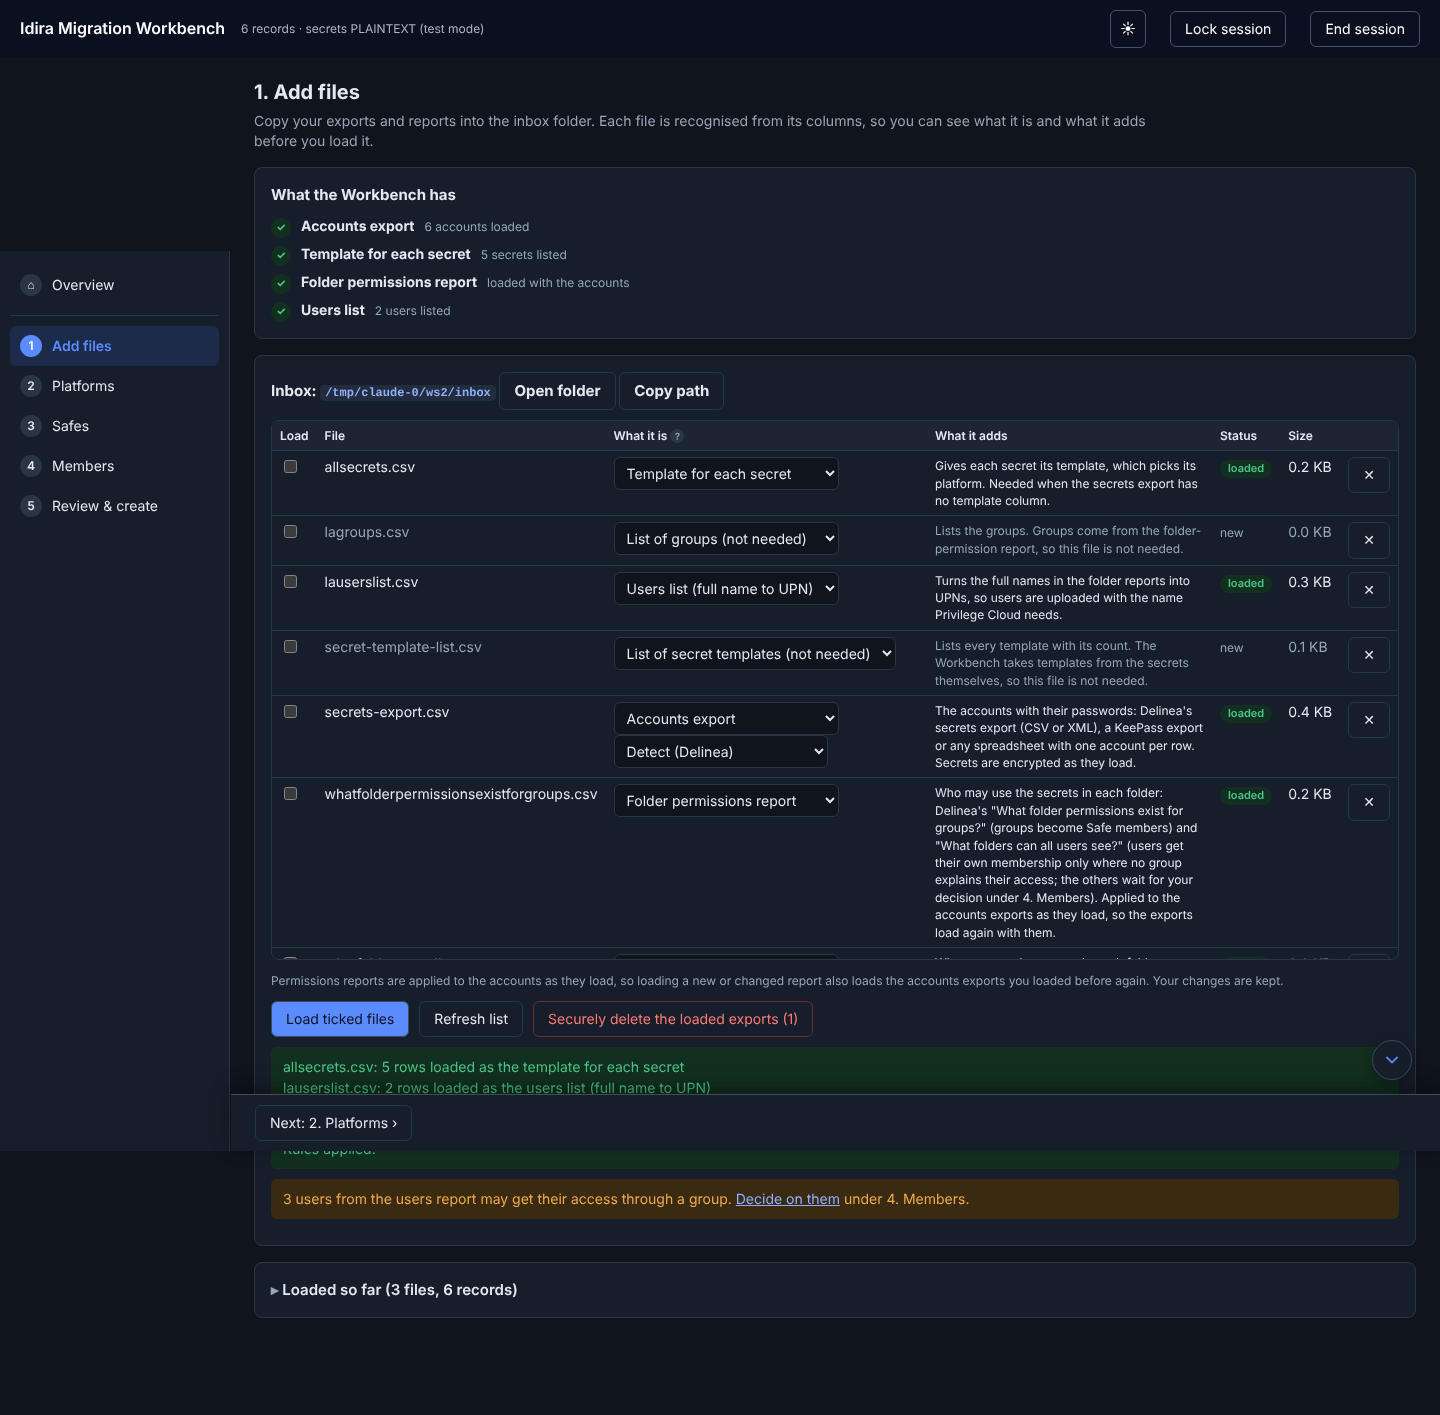 Idira Migration Workbench
6 records · secrets PLAINTEXT (test mode)
Lock session
End session
1. Add files
Copy your exports and reports into the inbox folder. Each file is recognised from its columns, so you can see what it is and what it adds
before you load it.
What the Workbench has
Accounts export 6 accounts loaded
Template for each secret 5 secrets listed
Folder permissions report loaded with the accounts
Users list 2 users listed
Overview
1 Add files
2 Platforms
3 Safes
4 Members
5 Review & create
Inbox: /tmp/claude-0/ws2/inbox Open folder Copy path
Load File What it is ? What it adds Status Size
allsecrets.csv Template for each secret
Gives each secret its template, which picks its
platform. Needed when the secrets export has
no template column.
loaded 0.2 KB ✕
lagroups.csv List of groups (not needed)
Lists the groups. Groups come from the folder-
permission report, so this file is not needed.
new 0.0 KB ✕
lauserslist.csv Users list (full name to UPN)
Turns the full names in the folder reports into
UPNs, so users are uploaded with the name
Privilege Cloud needs.
loaded 0.3 KB ✕
secret-template-list.csv List of secret templates (not needed)
Lists every template with its count. The
Workbench takes templates from the secrets
themselves, so this file is not needed.
new 0.1 KB ✕
secrets-export.csv Accounts export
Detect (Delinea)
The accounts with their passwords: Delinea's
secrets export (CSV or XML), a KeePass export
or any spreadsheet with one account per row.
Secrets are encrypted as they load.
loaded 0.4 KB ✕
whatfolderpermissionsexistforgroups.csv Folder permissions report
Who may use the secrets in each folder:
Delinea's "What folder permissions exist for
groups?" (groups become Safe members) and
"What folders can all users see?" (users get
their own membership only where no group
explains their access; the others wait for your
decision under 4. Members). Applied to the
accounts exports as they load, so the exports
load again with them.
loaded 0.2 KB ✕
Permissions reports are applied to the accounts as they load, so loading a new or changed report also loads the accounts exports you loaded before again. Your changes are kept.
Load ticked files
Refresh list
Securely delete the loaded exports (1)
allsecrets.csv: 5 rows loaded as the template for each secret
lauserslist.csv: 2 rows loaded as the users list (full name to UPN)
Next: 2. Platforms ›
Rules applied.
3 users from the users report may get their access through a group. Decide on them under 4. Members.
▸ Loaded so far (3 files, 6 records)